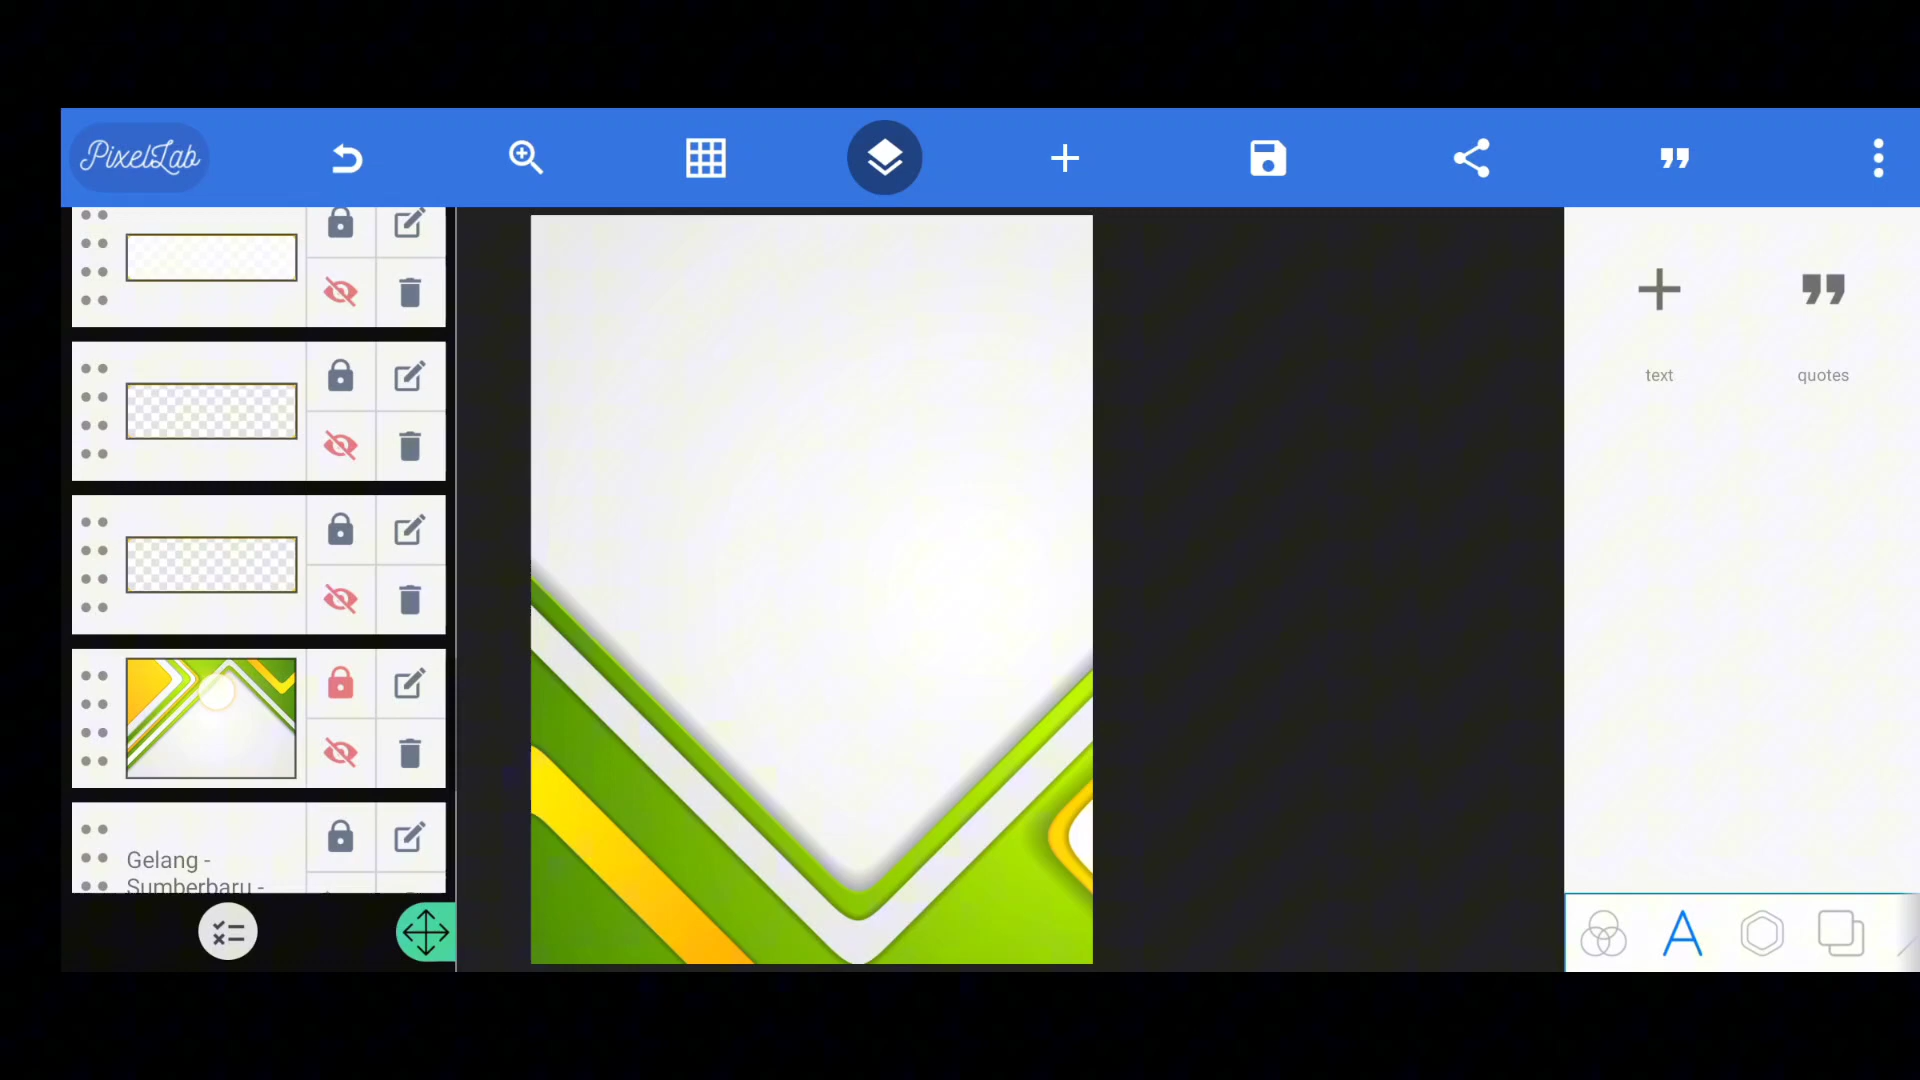 PixelLab
text
quotes
Gelang -
Sumberbaru -